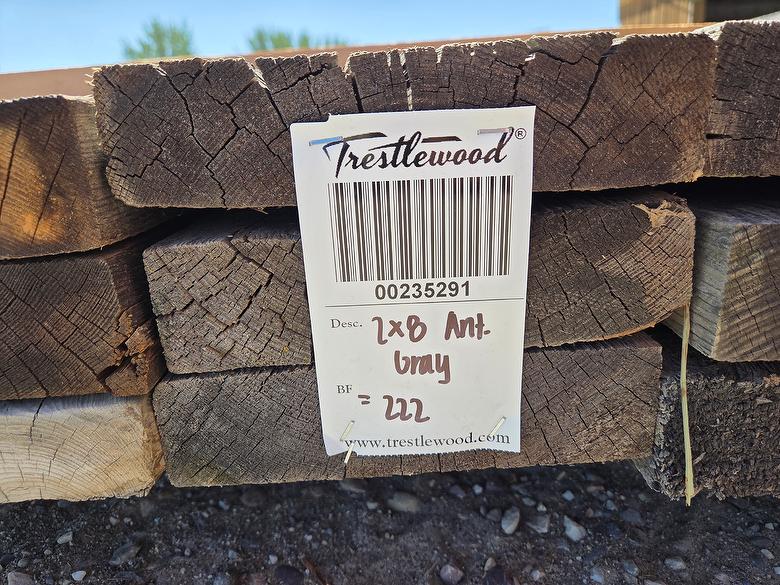 Trestlewood®
00235291
Desc. 2x8 Ant.
Gray
BF = 222
www.trestlewood.com